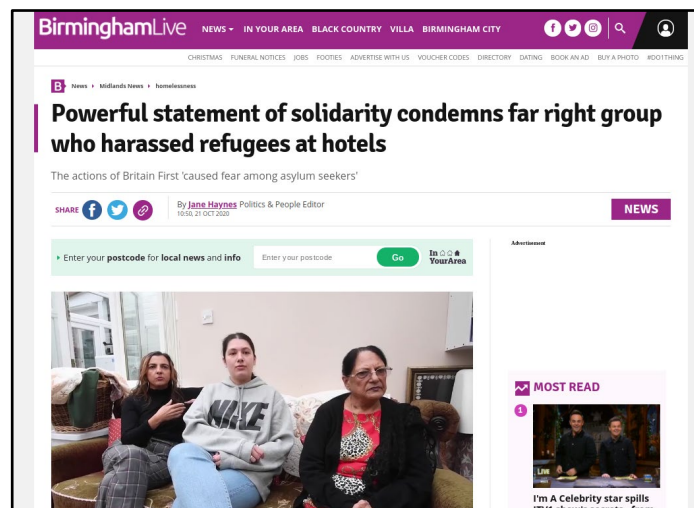 BirminghamLive NEWS IN YOUR AREA BLACK COUNTRY VILLA BIRMINGHAM CITY
CHRISTMAS FUNERAL NOTICES JOBS FOOTIES ADVERTISE WITH US VOUCHER CODES DIRECTORY DATING BOOK AN AD BUY A PHOTO #DO1THING
B News Midlands News homelessness
Powerful statement of solidarity condemns far right group
who harassed refugees at hotels
The actions of Britain First 'caused fear among asylum seekers'
SHARE
By Jane Haynes Politics & People Editor
10:50, 21 OCT 2020
NEWS
Enter your postcode for local news and info
Enter your postcode
Go
In
YourArea
Advertisement
NIKE
MOST READ
1
LIVE
I'm A Celebrity star spills